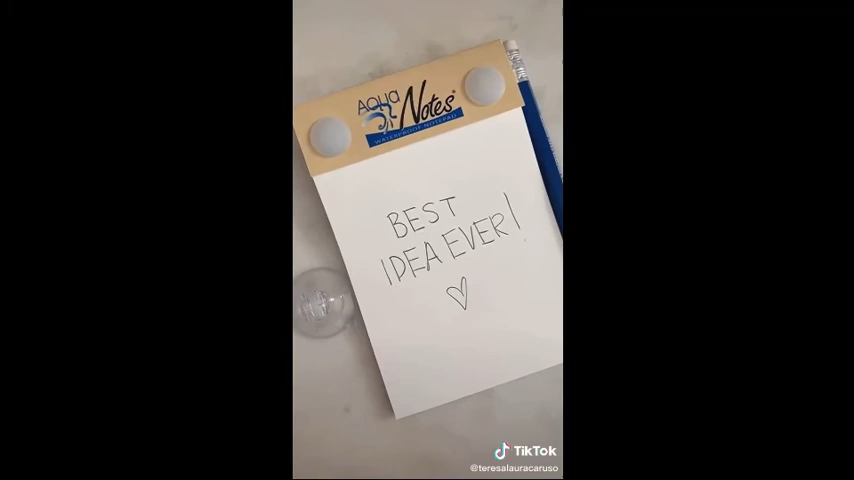 AQUA Notes®
WATERPROOF NOTEPAD
BEST
IDEA EVER!
TikTok
@teresalauracaruso